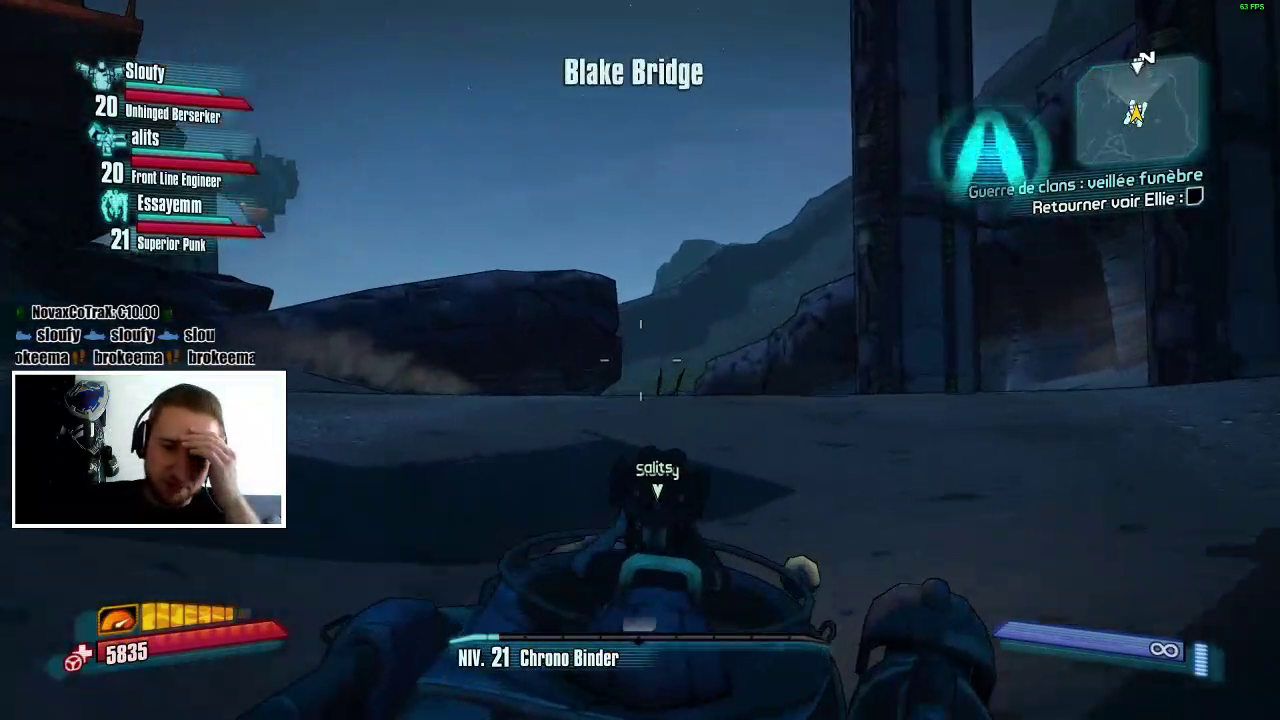 63 FPS
Sloufy
20 Unhinged Berserker
alits
20 Front Line Engineer
Essayemm
21 Superior Punk
Blake Bridge
N
Guerre de clans : veillée funèbre
Retourner voir Ellie :
NovaxCoTraX: €10.00
sloufy sloufy slou
okeema brokeema brokeema
5835
NIV. 21 Chrono Binder
∞